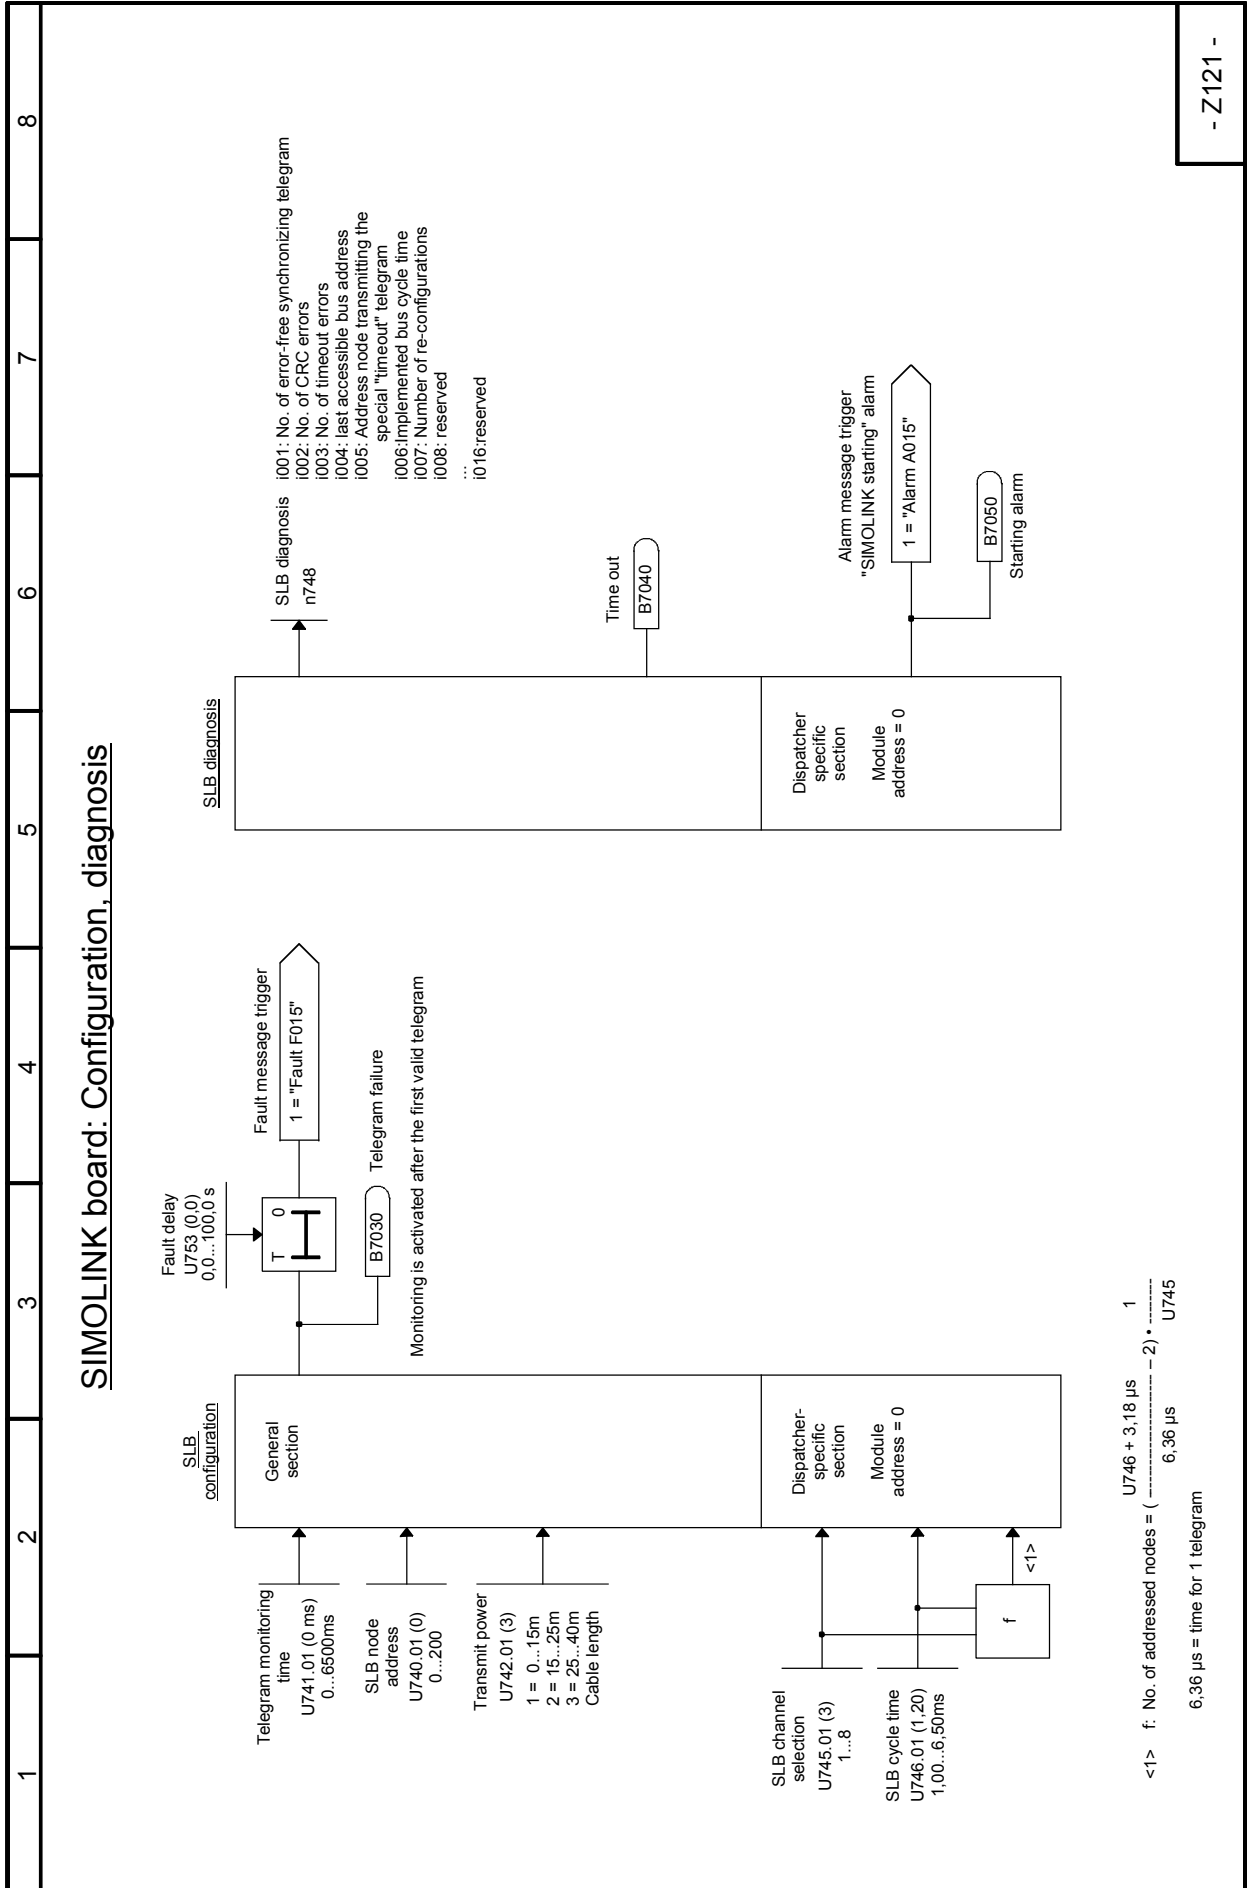 1 2 3 4 5 6 7 8
SIMOLINK board: Configuration, diagnosis
Fault delay
U753 (0,0)
0,0...100,0 s
T 0
Fault message trigger
1 = "Fault F015"
B7030
Telegram failure
Monitoring is activated after the first valid telegram
SLB
configuration
General
section
Telegram monitoring
time
U741.01 (0 ms)
0...6500ms
SLB node
address
U740.01 (0)
0...200
Transmit power
U742.01 (3)
1 = 0...15m
2 = 15...25m
3 = 25...40m
Cable length
Dispatcher-
specific
section
Module
address = 0
SLB channel
selection
U745.01 (3)
1...8
SLB cycle time
U746.01 (1,20)
1,00...6,50ms
f
<1>
SLB diagnosis
SLB diagnosis
n748
i001: No. of error-free synchronizing telegram
i002: No. of CRC errors
i003: No. of timeout errors
i004: last accessible bus address
i005: Address node transmitting the
special "timeout" telegram
i006:Implemented bus cycle time
i007: Number of re-configurations
i008: reserved
...
i016:reserved
Time out
B7040
Dispatcher
specific
section
Module
address = 0
Alarm message trigger
"SIMOLINK starting" alarm
1 = "Alarm A015"
B7050
Starting alarm
U746 + 3,18 µs 1
<1> f: No. of addressed nodes = ( ---------------------- – 2) • --------
6,36 µs U745
6,36 µs = time for 1 telegram
- Z121 -